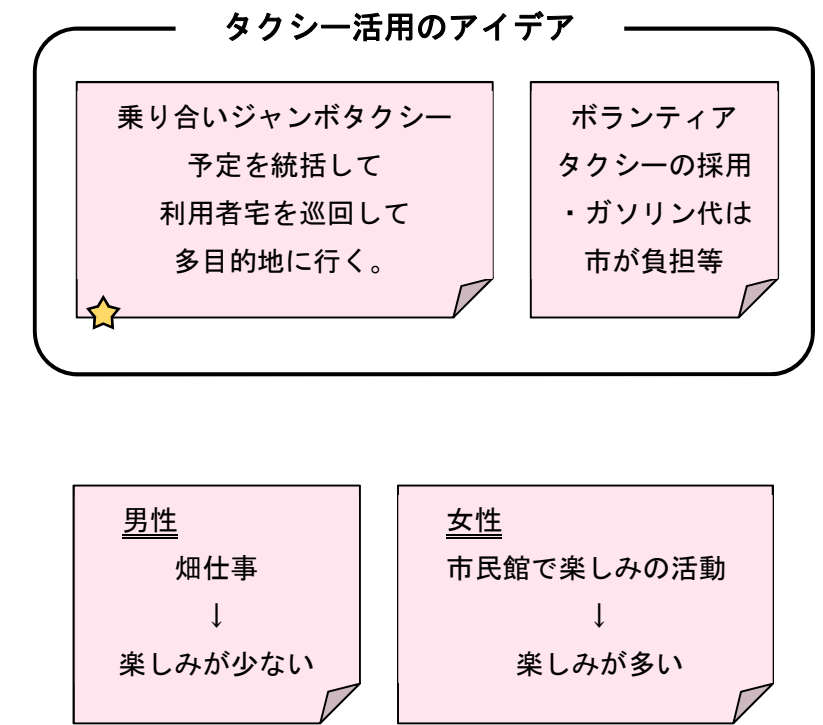 タクシー活用のアイデア
乗り合いジャンボタクシー
予定を統括して
利用者宅を巡回して
多目的地に行く。
ボランティア
タクシーの採用
・ガソリン代は
市が負担等
男性
畑仕事
↓
楽しみが少ない
女性
市民館で楽しみの活動
↓
楽しみが多い